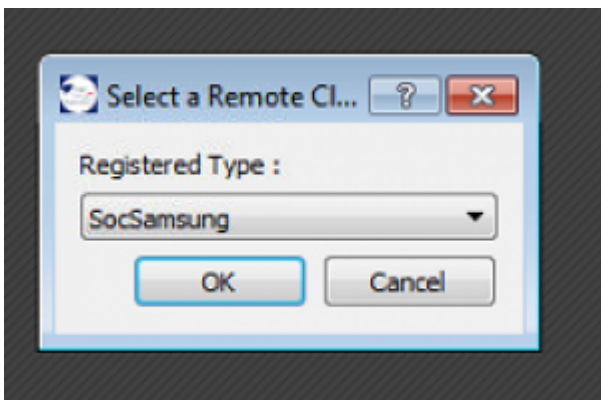 Select a Remote Cl...
Registered Type :
SocSamsung
OK
Cancel